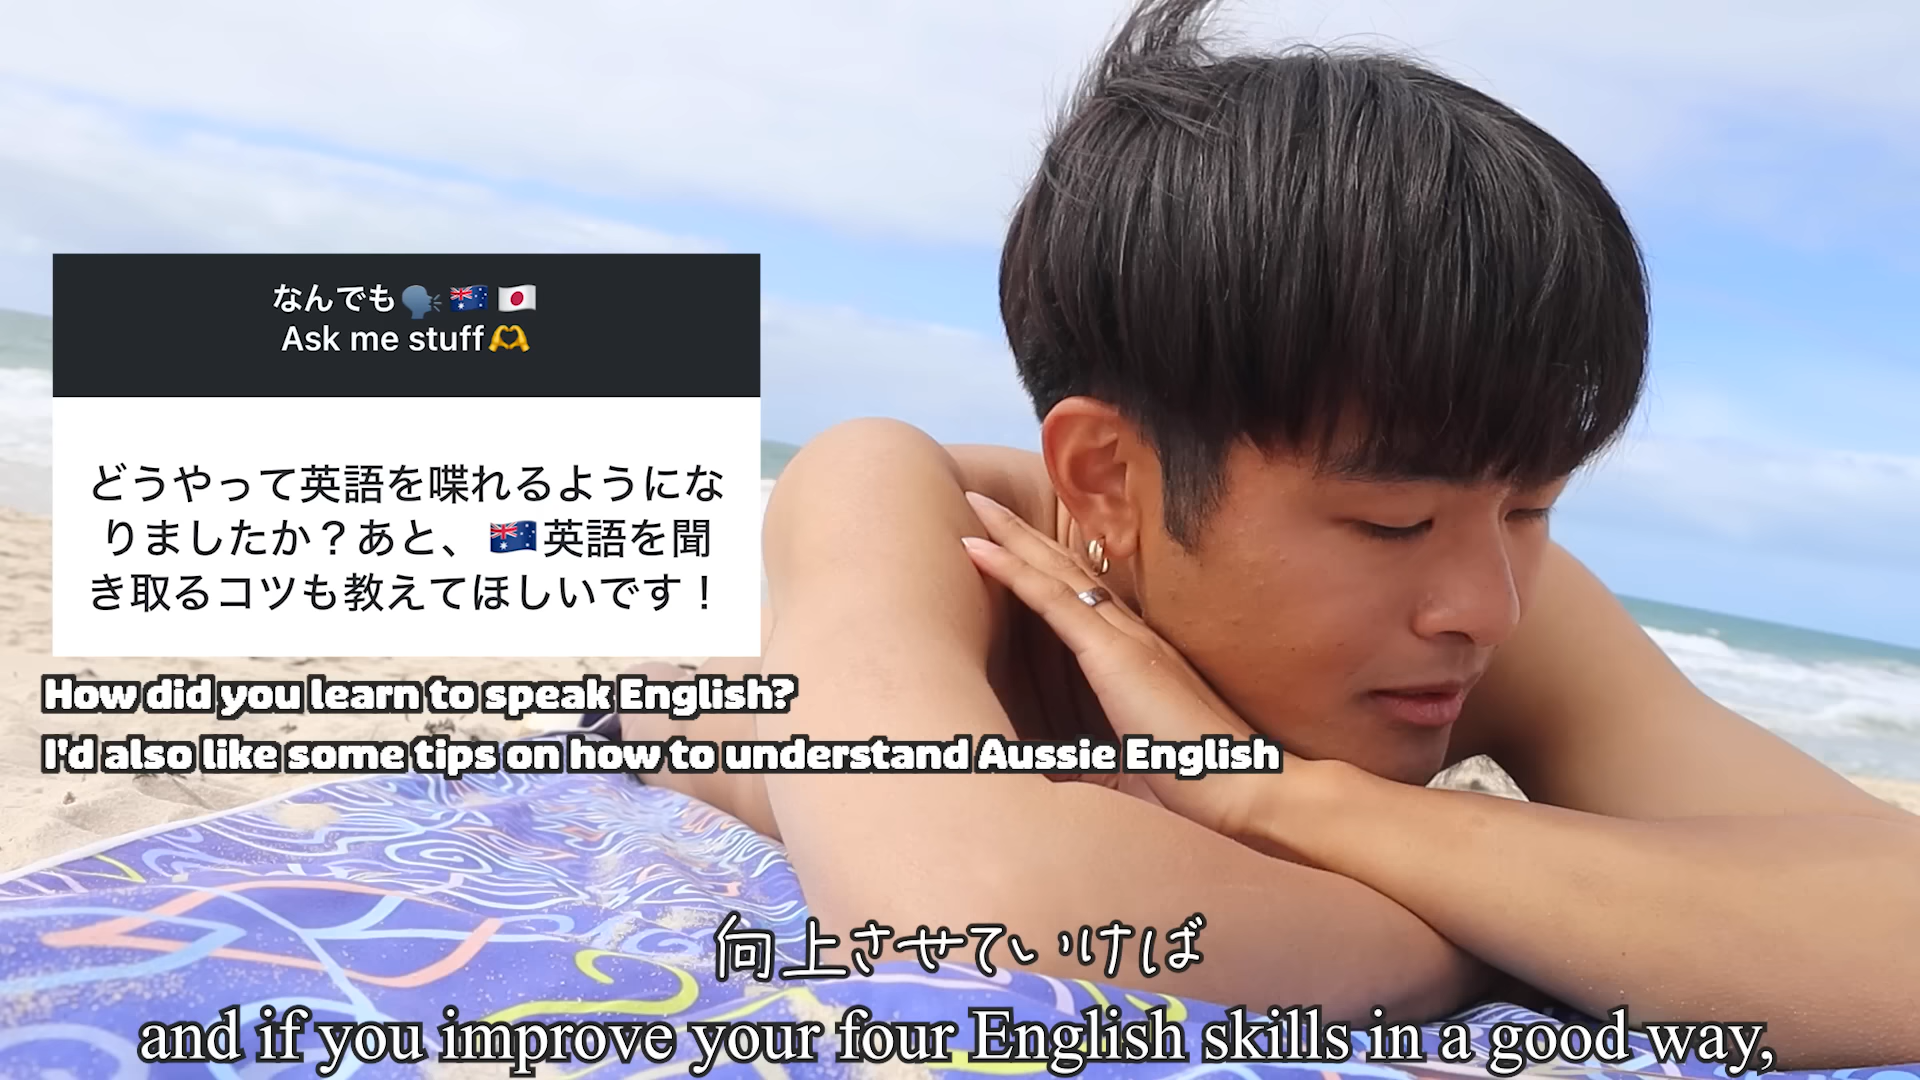 なんでも🗣️🇦🇺🇯🇵
Ask me stuff🫶
どうやって英語を喋れるようにな
りましたか？あと、🇦🇺英語を聞
き取るコツも教えてほしいです！
How did you learn to speak English?
I'd also like some tips on how to understand Aussie English
向上させていけば
and if you improve your four English skills in a good way,